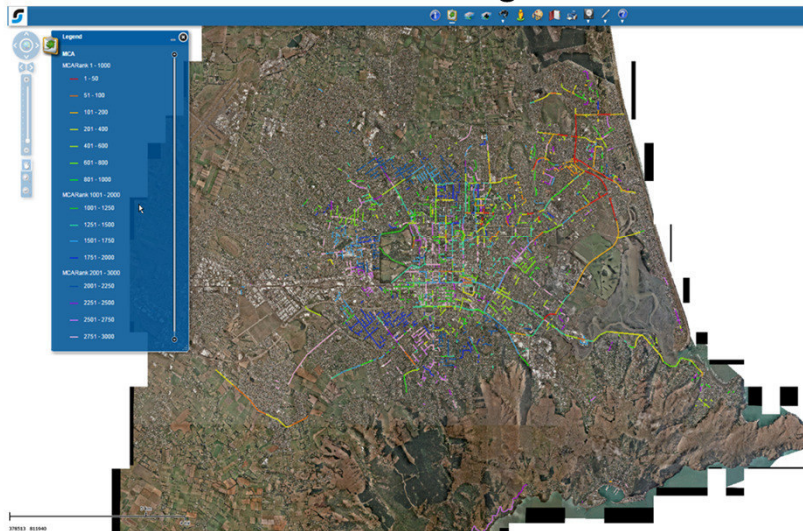 Legend
MCA
MCARank 1 - 1000
1 - 50
51 - 100
101 - 200
201 - 400
401 - 600
601 - 800
801 - 1000
MCARank 1001 - 2000
1001 - 1250
1251 - 1500
1501 - 1750
1751 - 2000
MCARank 2001 - 3000
2001 - 2250
2251 - 2500
2501 - 2750
2751 - 3000